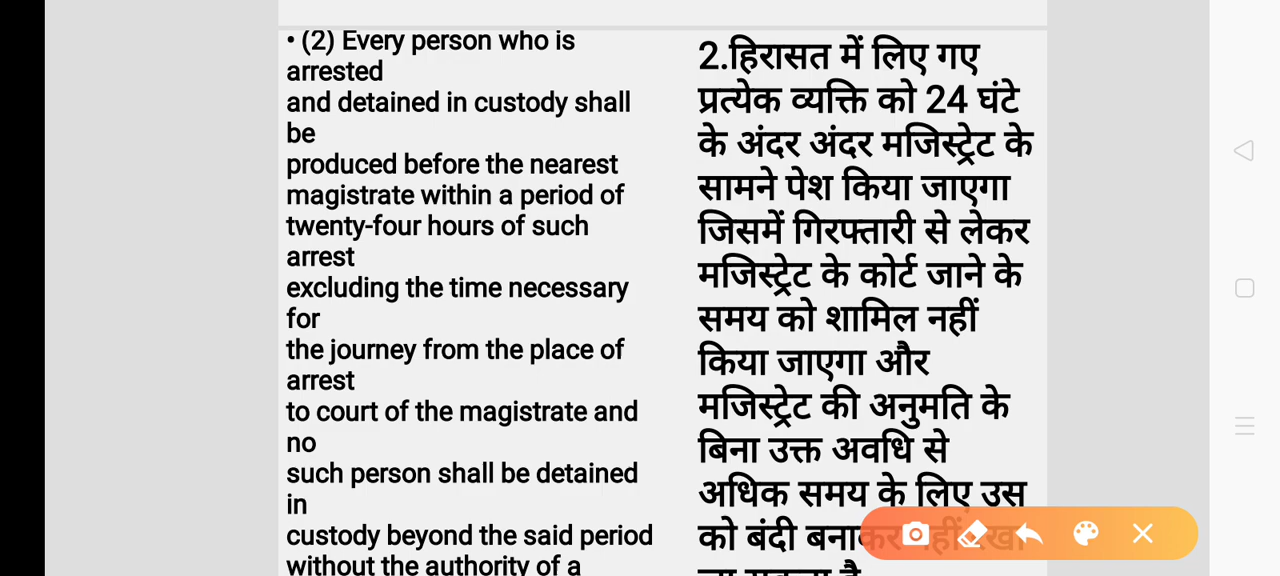 • (2) Every person who is
arrested
and detained in custody shall
be
produced before the nearest
magistrate within a period of
twenty-four hours of such
arrest
excluding the time necessary
for
the journey from the place of
arrest
to court of the magistrate and
no
such person shall be detained
in
custody beyond the said period
without the authority of a
2.हिरासत में लिए गए
प्रत्येक व्यक्ति को 24 घंटे
के अंदर अंदर मजिस्ट्रेट के
सामने पेश किया जाएगा
जिसमें गिरफ्तारी से लेकर
मजिस्ट्रेट के कोर्ट जाने के
समय को शामिल नहीं
किया जाएगा और
मजिस्ट्रेट की अनुमति के
बिना उक्त अवधि से
अधिक समय के लिए उस
को बंदी बनाकर नहीं रखा